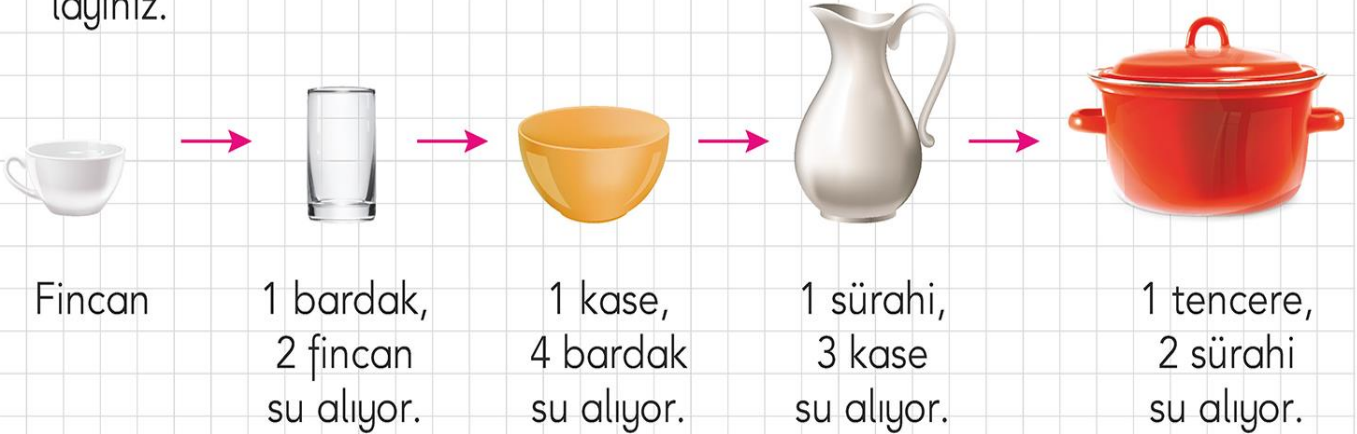 layınız.
Fincan
1 bardak,
2 fincan
su alıyor.
1 kase,
4 bardak
su alıyor.
1 sürahi,
3 kase
su alıyor.
1 tencere,
2 sürahi
su alıyor.